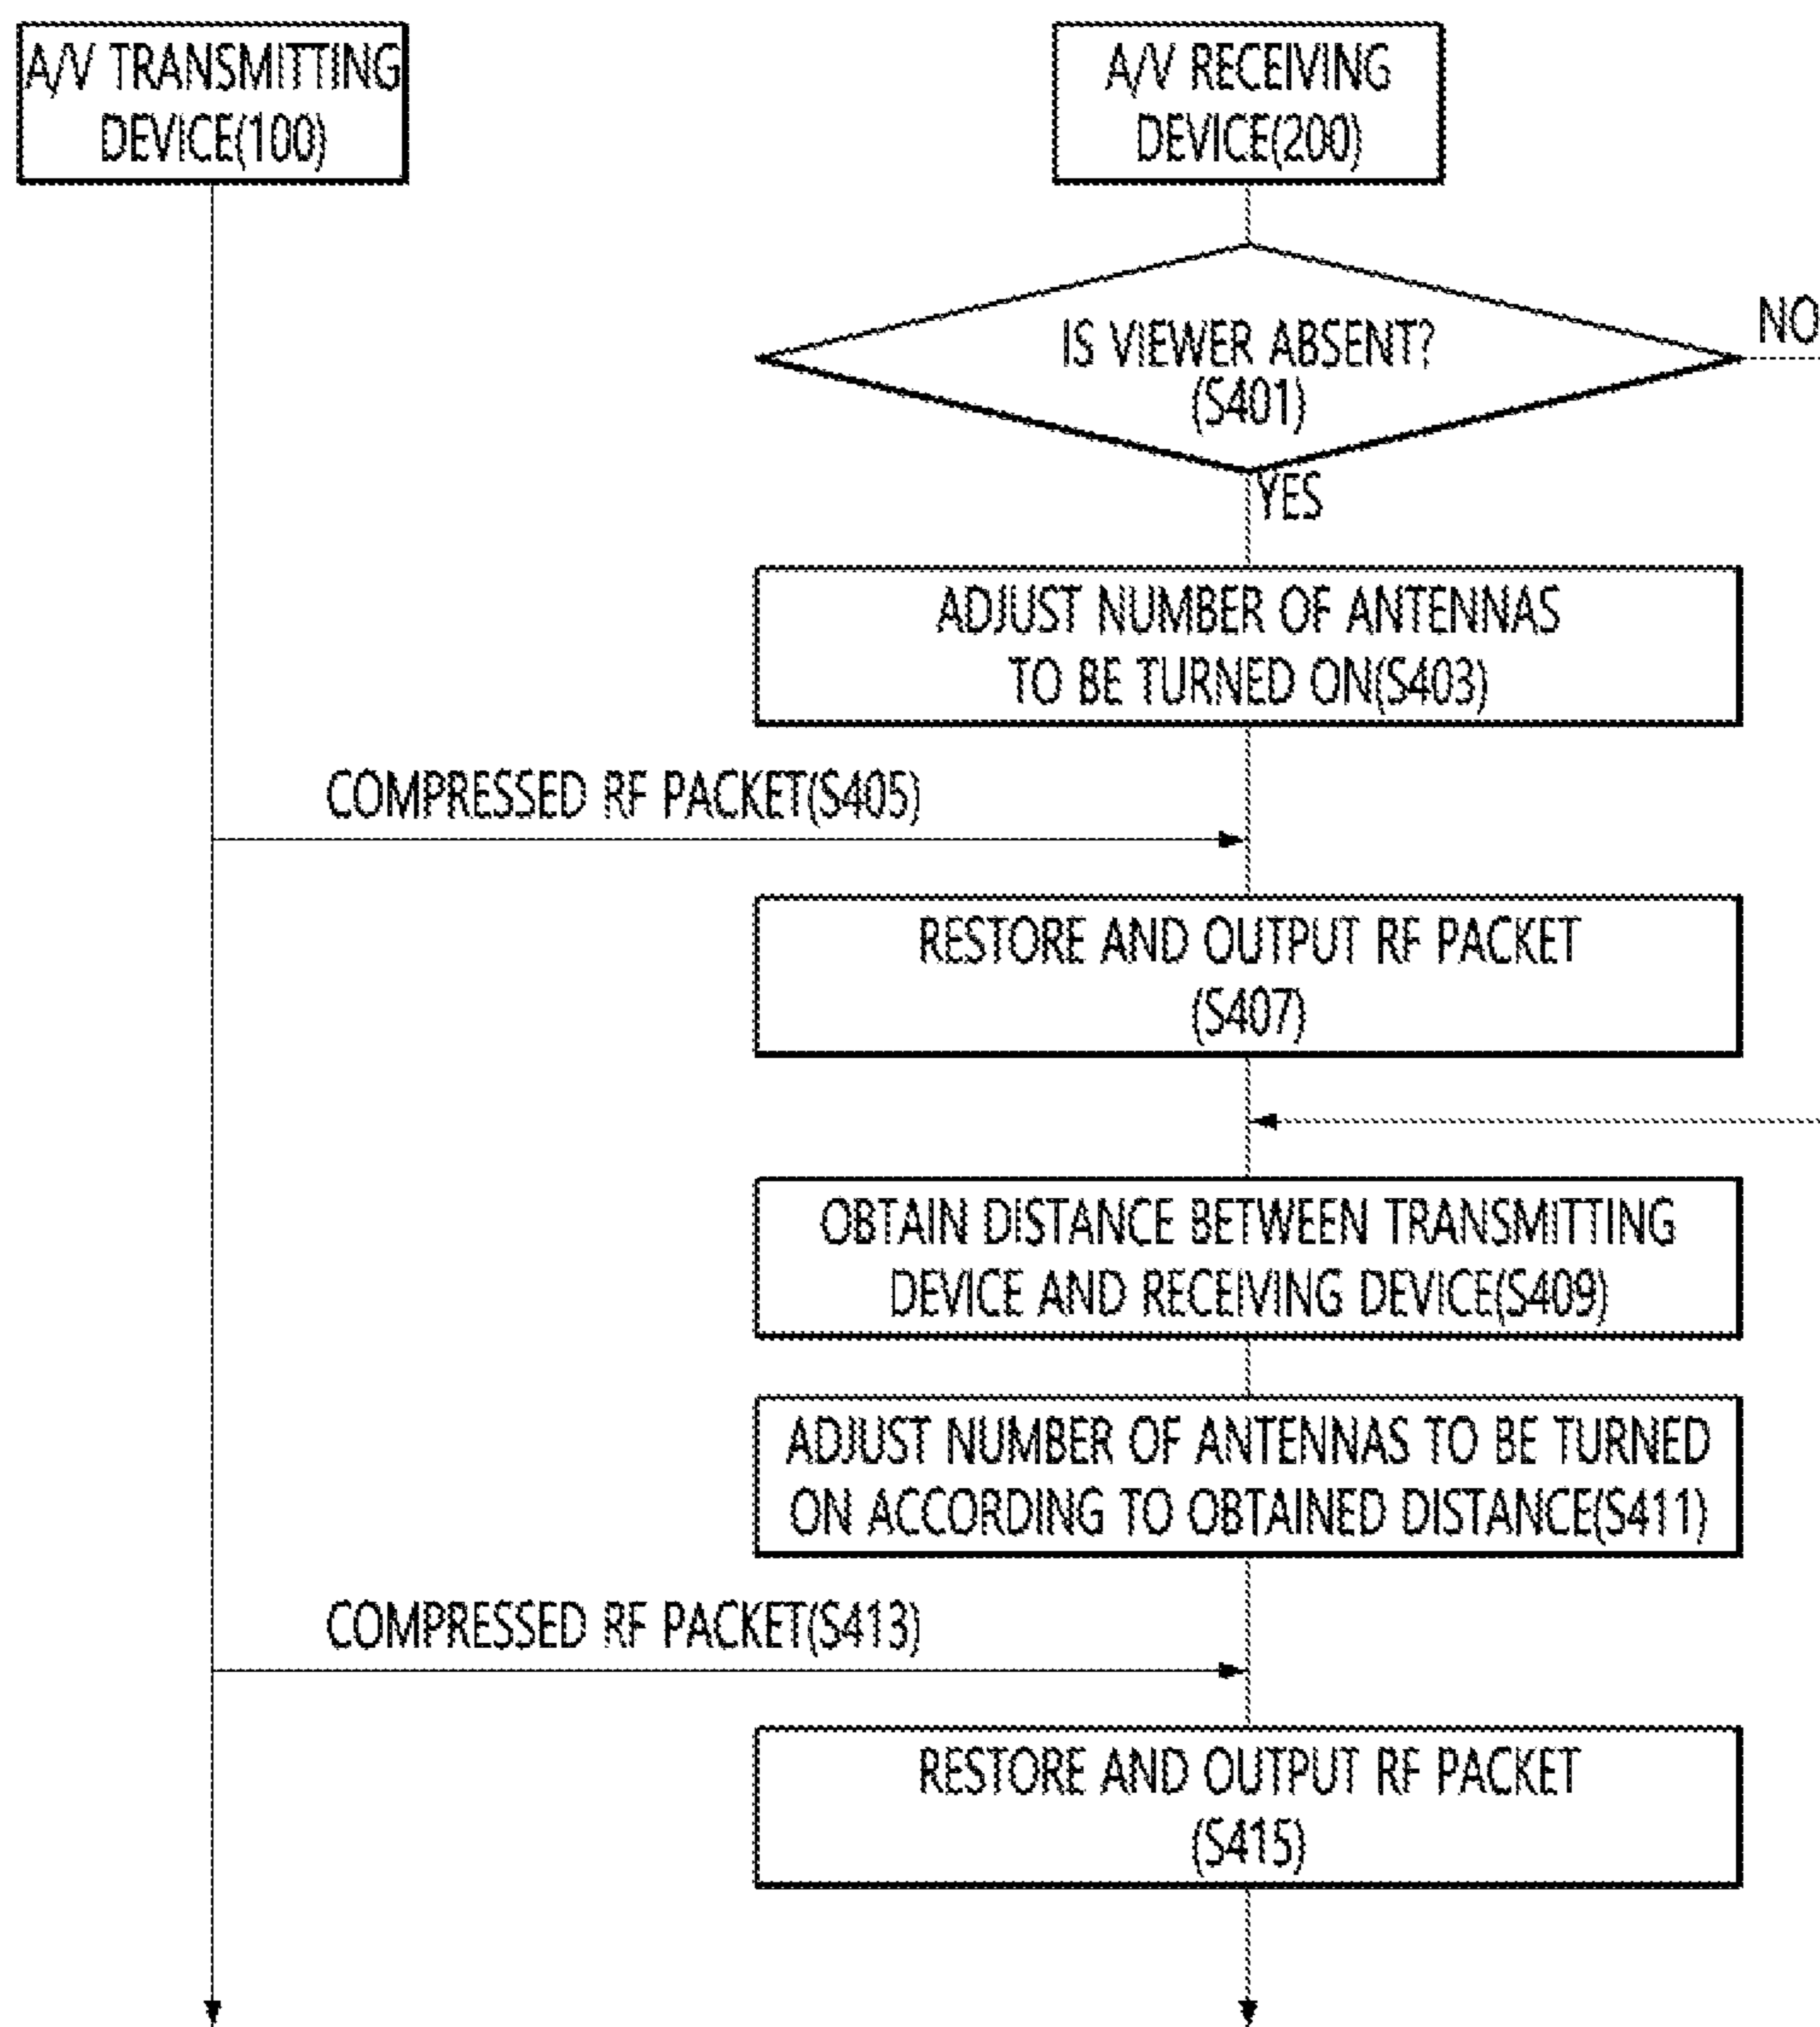 A/V TRANSMITTING
DEVICE(100)
A/V RECEIVING
DEVICE(200)
IS VIEWER ABSENT?
(S401)
NO
YES
ADJUST NUMBER OF ANTENNAS
TO BE TURNED ON(S403)
COMPRESSED RF PACKET(S405)
RESTORE AND OUTPUT RF PACKET
(S407)
OBTAIN DISTANCE BETWEEN TRANSMITTING
DEVICE AND RECEIVING DEVICE(S409)
ADJUST NUMBER OF ANTENNAS TO BE TURNED
ON ACCORDING TO OBTAINED DISTANCE(S411)
COMPRESSED RF PACKET(S413)
RESTORE AND OUTPUT RF PACKET
(S415)